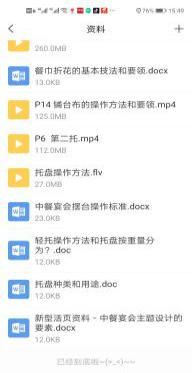 76%
15:49
资料
260.0MB
餐巾折花的基本技法和要领.docx
13.0KB
P14 铺台布的操作方法和要领.mp4
125.0MB
P6 第二托.mp4
112.0MB
托盘操作方法.flv
27.0MB
中餐宴会摆台操作标准.docx
23.0KB
轻托操作方法和托盘按重量分
为? .doc
12.0KB
托盘种类和用途.doc
12.0KB
新型活页资料－中餐宴会主题设计的
要素.docx
23.0KB
已经到底啦~(>_<)~~